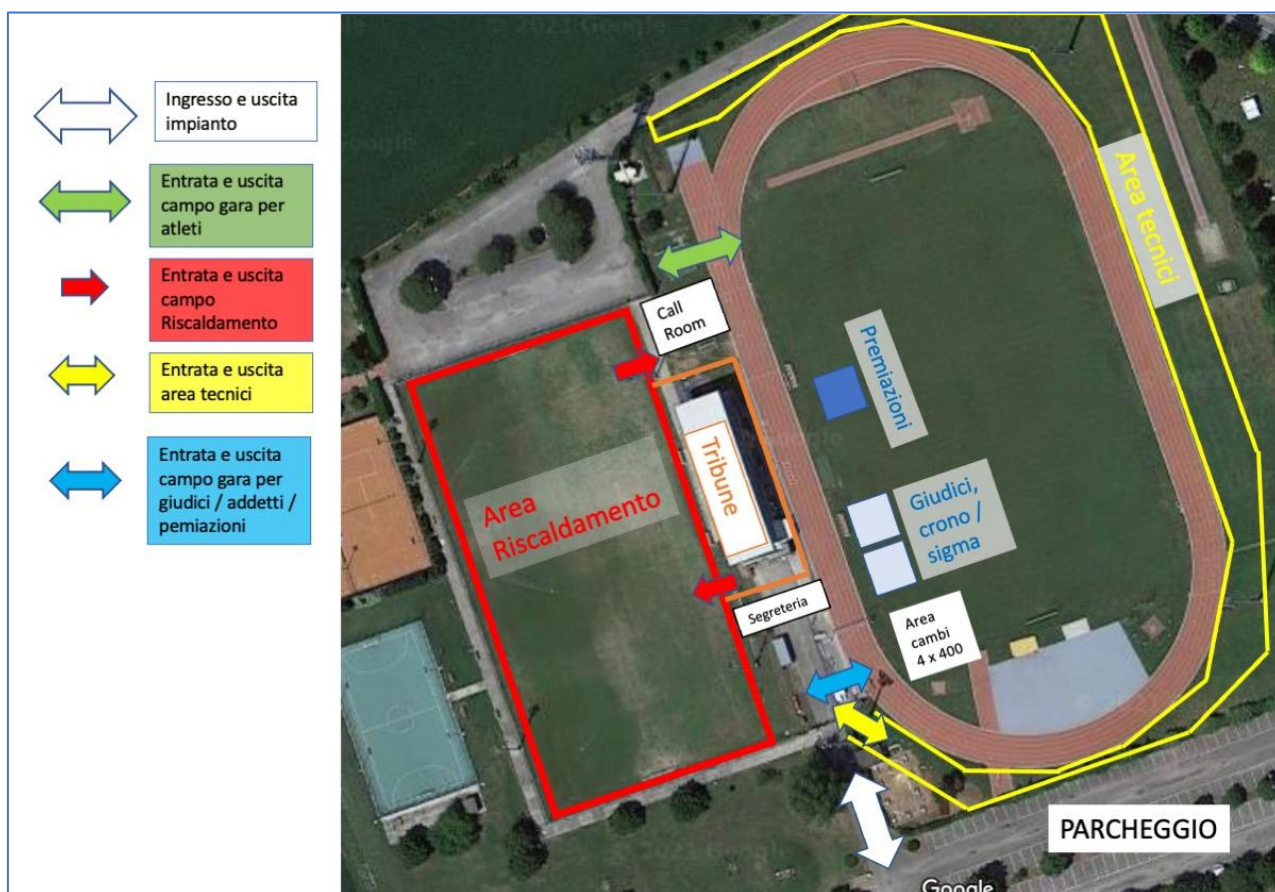 © 2021 Google
Ingresso e uscita
impianto
Entrata e uscita
campo gara per
atleti
Entrata e uscita
campo
Riscaldamento
Entrata e uscita
area tecnici
Entrata e uscita
campo gara per
giudici / addetti /
pemiazioni
Area tecnici
Call
Room
Premiazioni
Tribune
Area
Riscaldamento
Giudici,
crono /
sigma
Segreteria
Area
cambi
4 x 400
PARCHEGGIO
Google